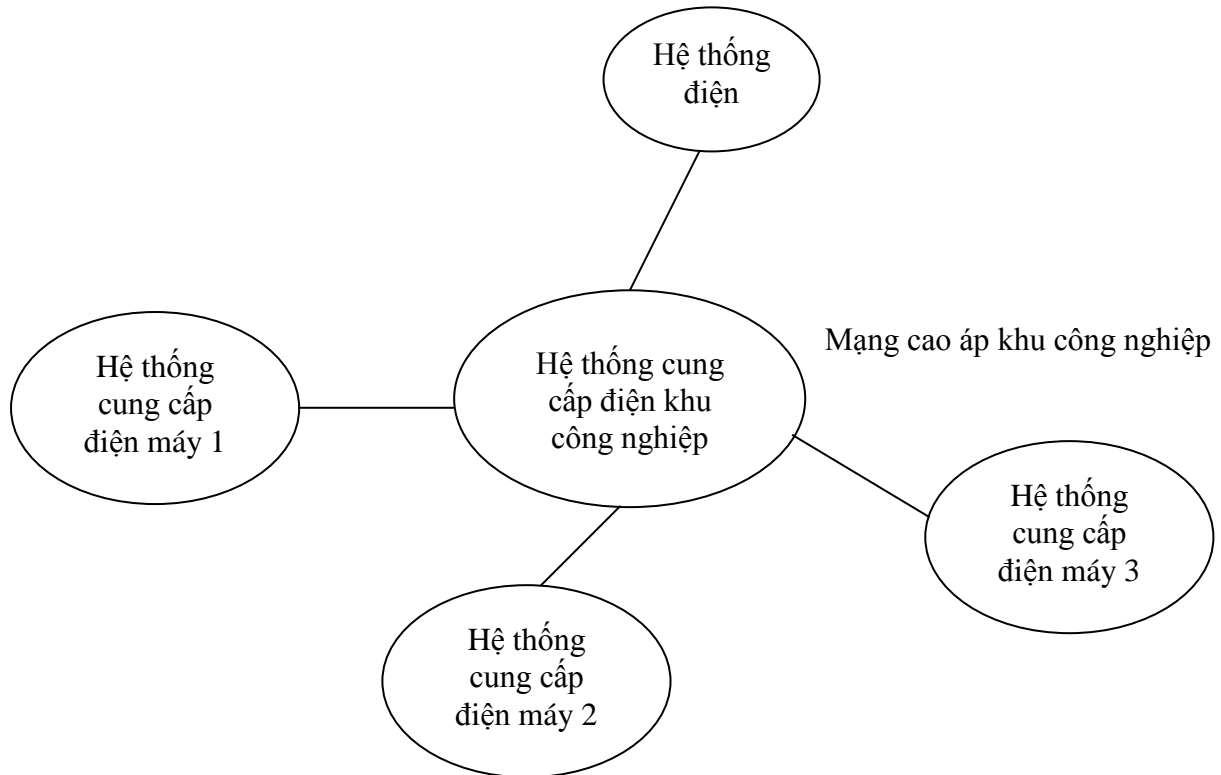 Hệ thống
điện
Mạng cao áp khu công nghiệp
Hệ thống
cung cấp
điện máy 1
Hệ thống cung
cấp điện khu
công nghiệp
Hệ thống
cung cấp
điện máy 3
Hệ thống
cung cấp
điện máy 2